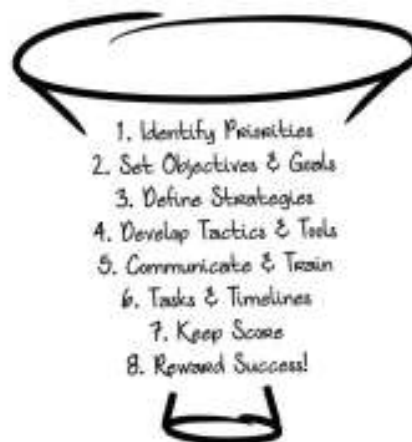 1. Identify Priorities
2. Set Objectives & Goals
3. Define Strategies
4. Develop Tactics & Tools
5. Communicate & Train
6. Tasks & Timelines
7. Keep Score
8. Reward Success!